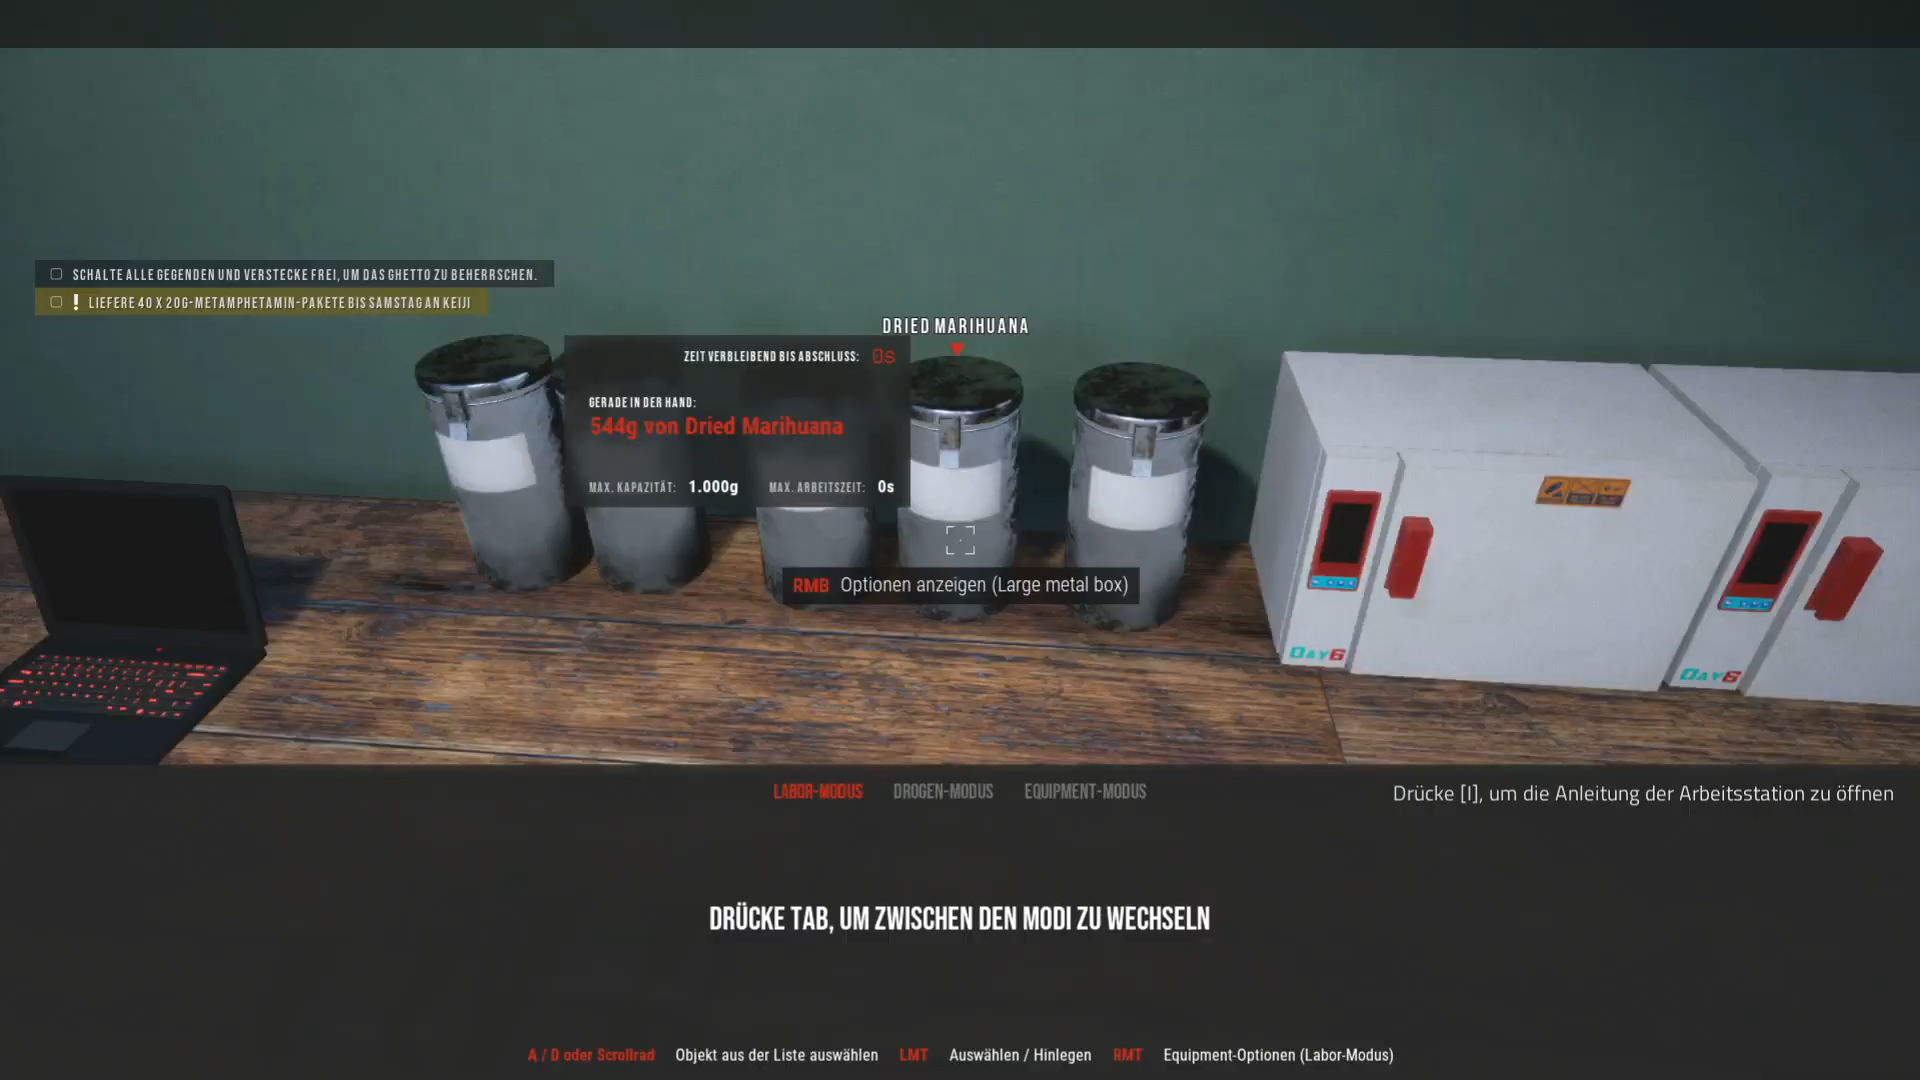 SCHALTE ALLE GEGENDEN UND VERSTECKE FREI, UM DAS GHETTO ZU BEHERRSCHEN.
! LIEFERE 40 X 20G-METAMPHETAMIN-PAKETE BIS SAMSTAG AN KEIJI
DRIED MARIHUANA
ZEIT VERBLEIBEND BIS ABSCHLUSS: 0s
GERADE IN DER HAND:
544g von Dried Marihuana
MAX. KAPAZITÄT: 1.000g MAX. ARBEITSZEIT: 0s
RMB Optionen anzeigen (Large metal box)
DAY6
DAY6
LABOR-MODUS DROGEN-MODUS EQUIPMENT-MODUS
Drücke [I], um die Anleitung der Arbeitsstation zu öffnen
DRÜCKE TAB, UM ZWISCHEN DEN MODI ZU WECHSELN
A / D oder Scrollrad Objekt aus der Liste auswählen LMT Auswählen / Hinlegen RMT Equipment-Optionen (Labor-Modus)